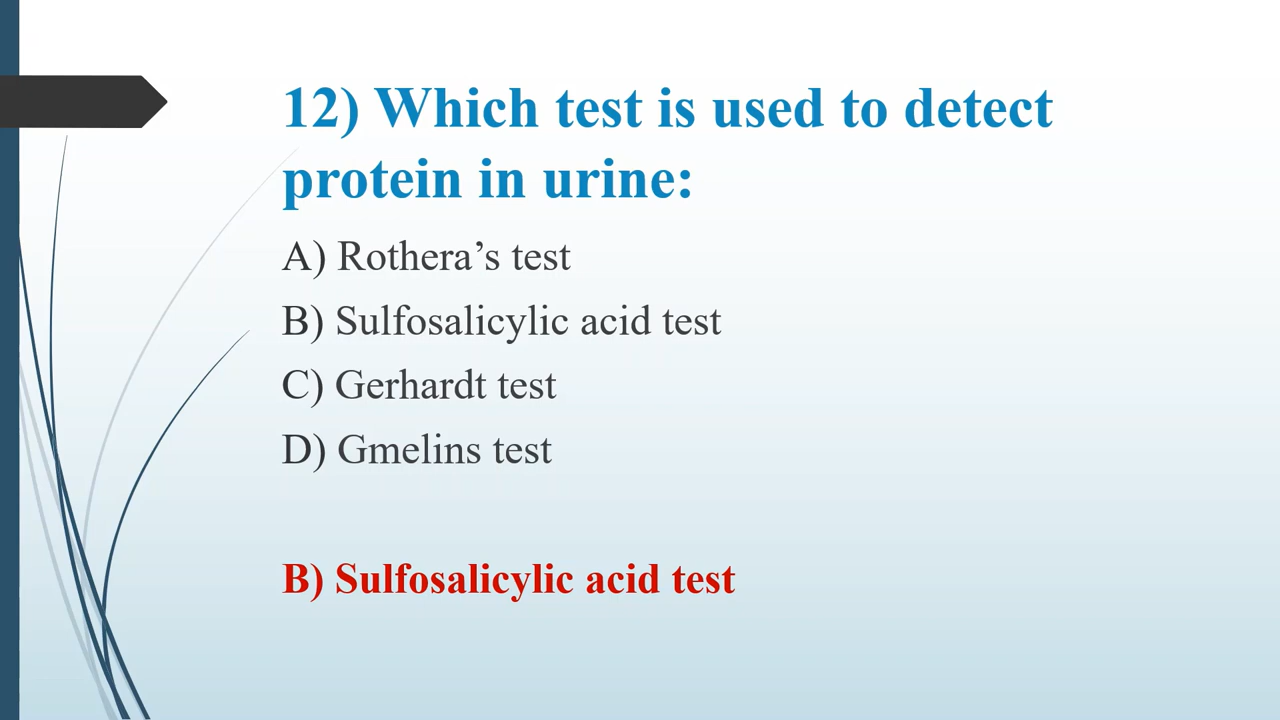 12) Which test is used to detect
protein in urine:
A) Rothera’s test
B) Sulfosalicylic acid test
C) Gerhardt test
D) Gmelins test
B) Sulfosalicylic acid test